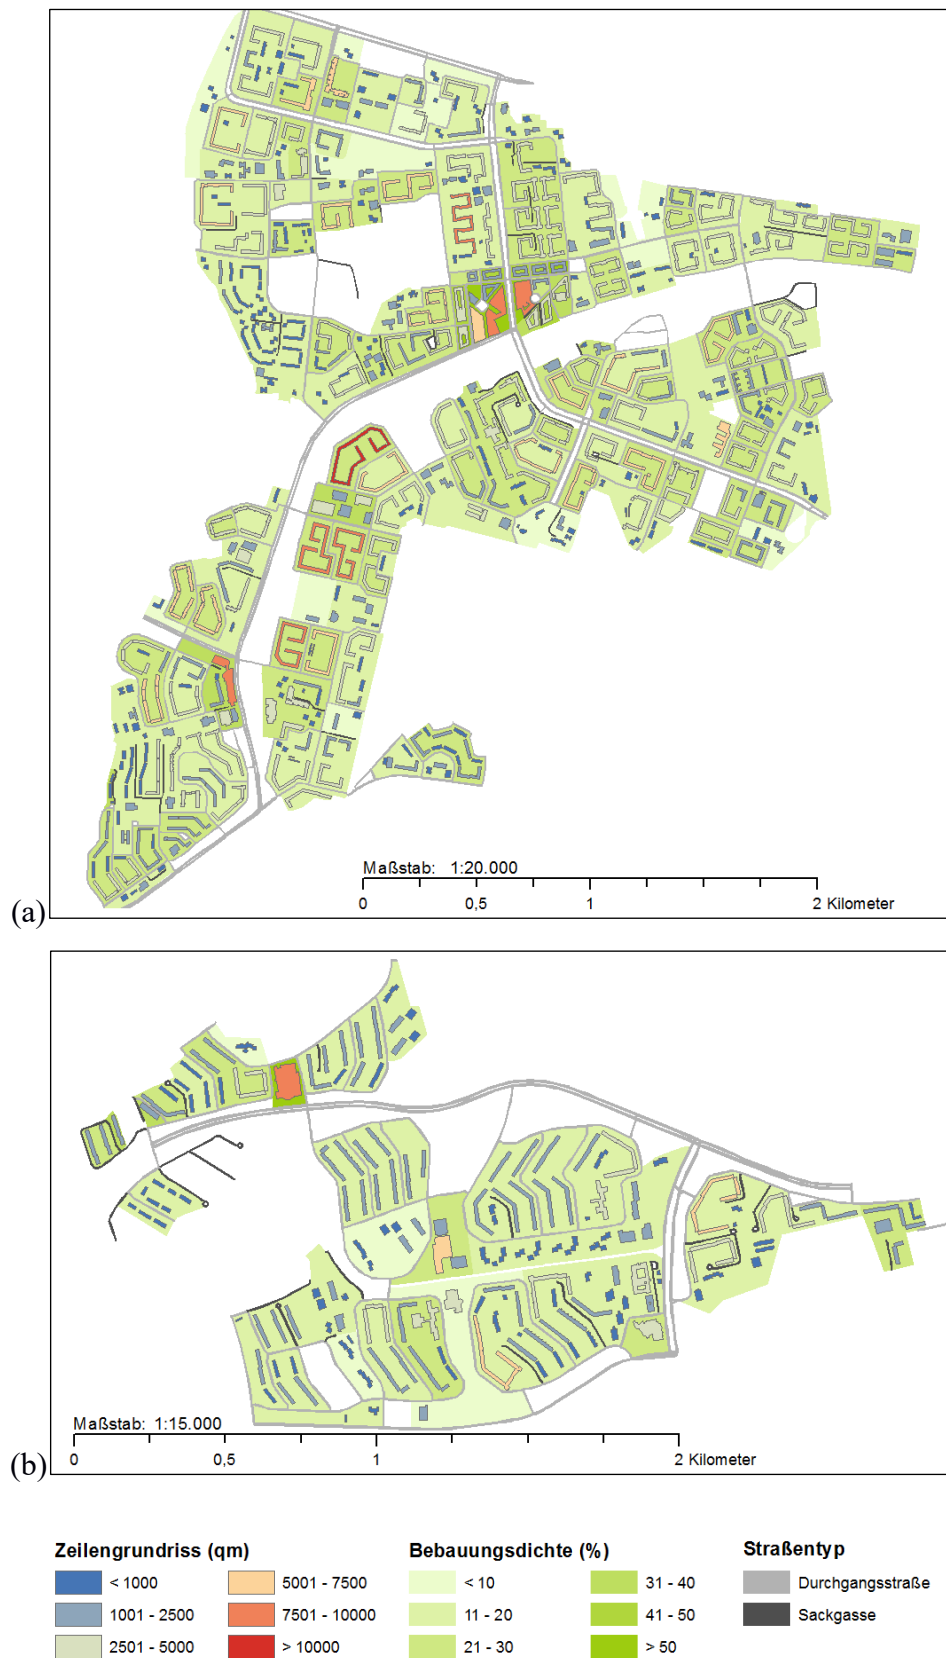 Maßstab: 1:20.000
0 0,5 1 2 Kilometer
(a)
Maßstab: 1:15.000
0 0,5 1 2 Kilometer
(b)
Zeilengrundriss (qm) Bebauungsdichte (%) Straßentyp
< 1000 5001 - 7500 < 10 31 - 40 Durchgangsstraße
1001 - 2500 7501 - 10000 11 - 20 41 - 50 Sackgasse
2501 - 5000 > 10000 21 - 30 > 50